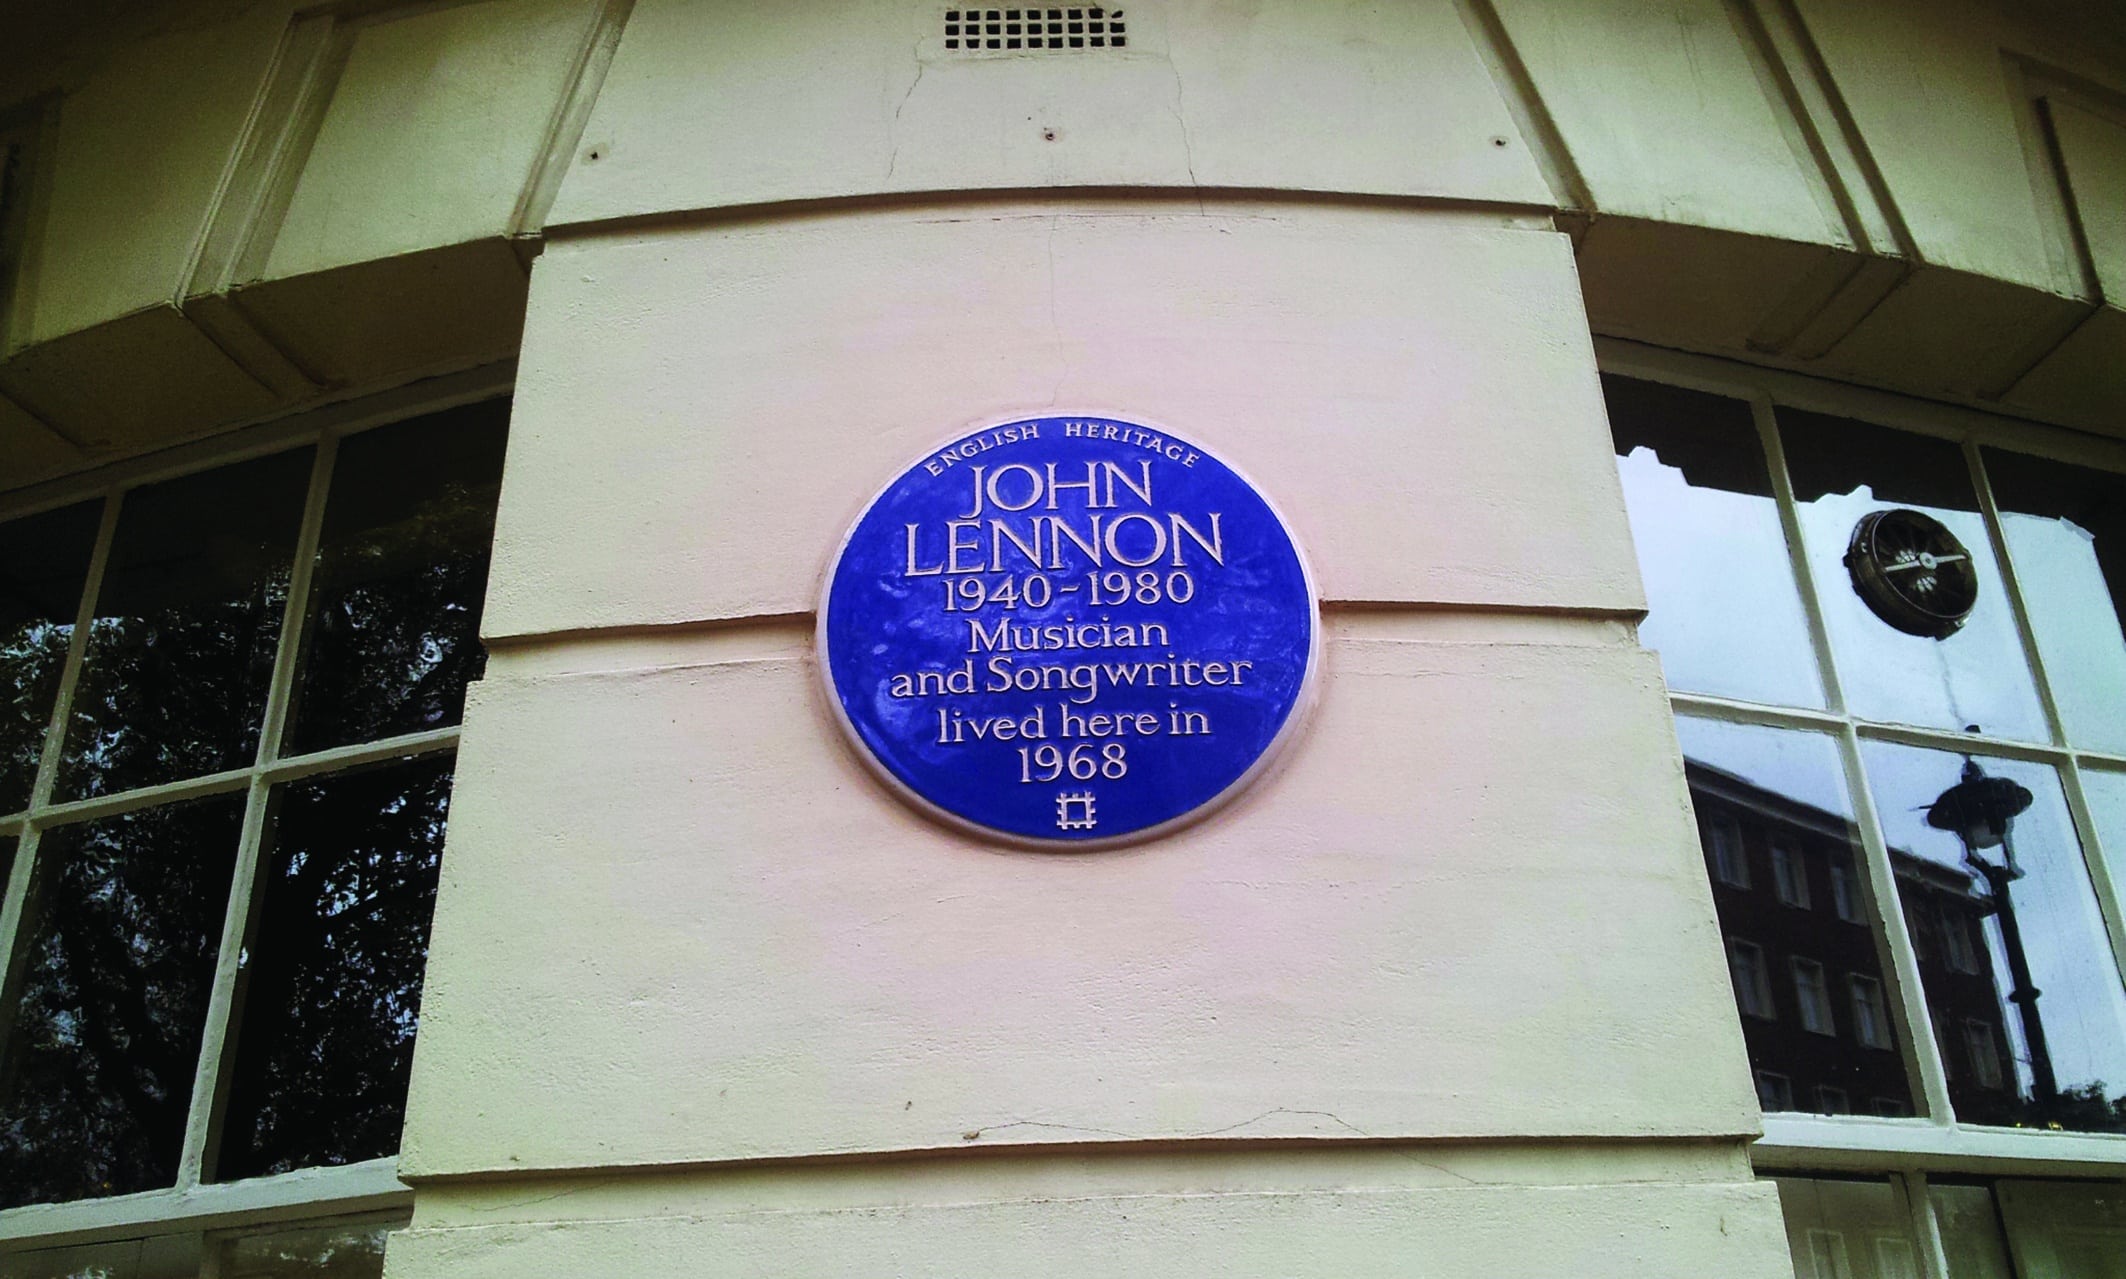 ENGLISH HERITAGE
JOHN
LENNON
1940-1980
Musician
and Songwriter
lived here in
1968